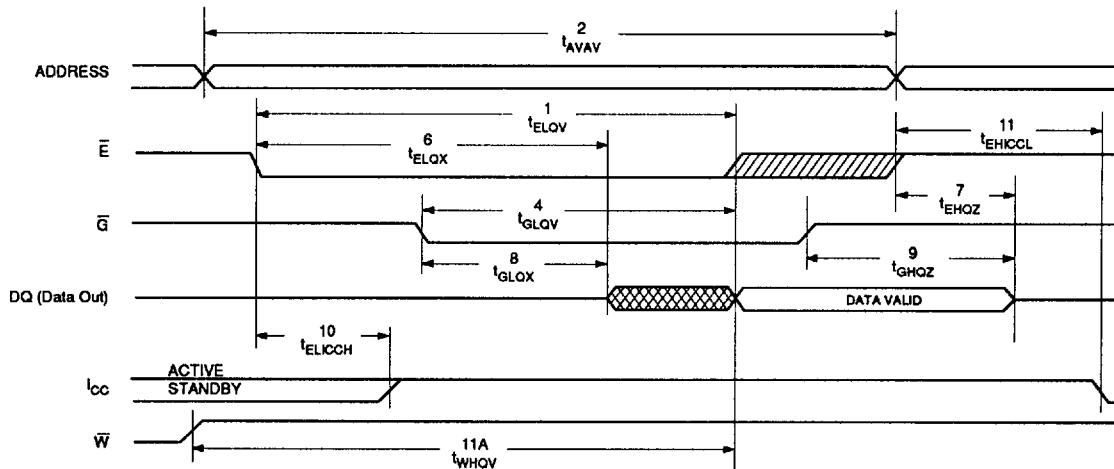 2
tAVAV
ADDRESS
1
tELQV
11
tEHICCL
6
tELQX
E
7
tEHQZ
4
tGLQV
G
9
tGHQZ
8
tGLQX
DQ (Data Out)
DATA VALID
10
tELICCH
ACTIVE
ICC
STANDBY
W
11A
tWHQV